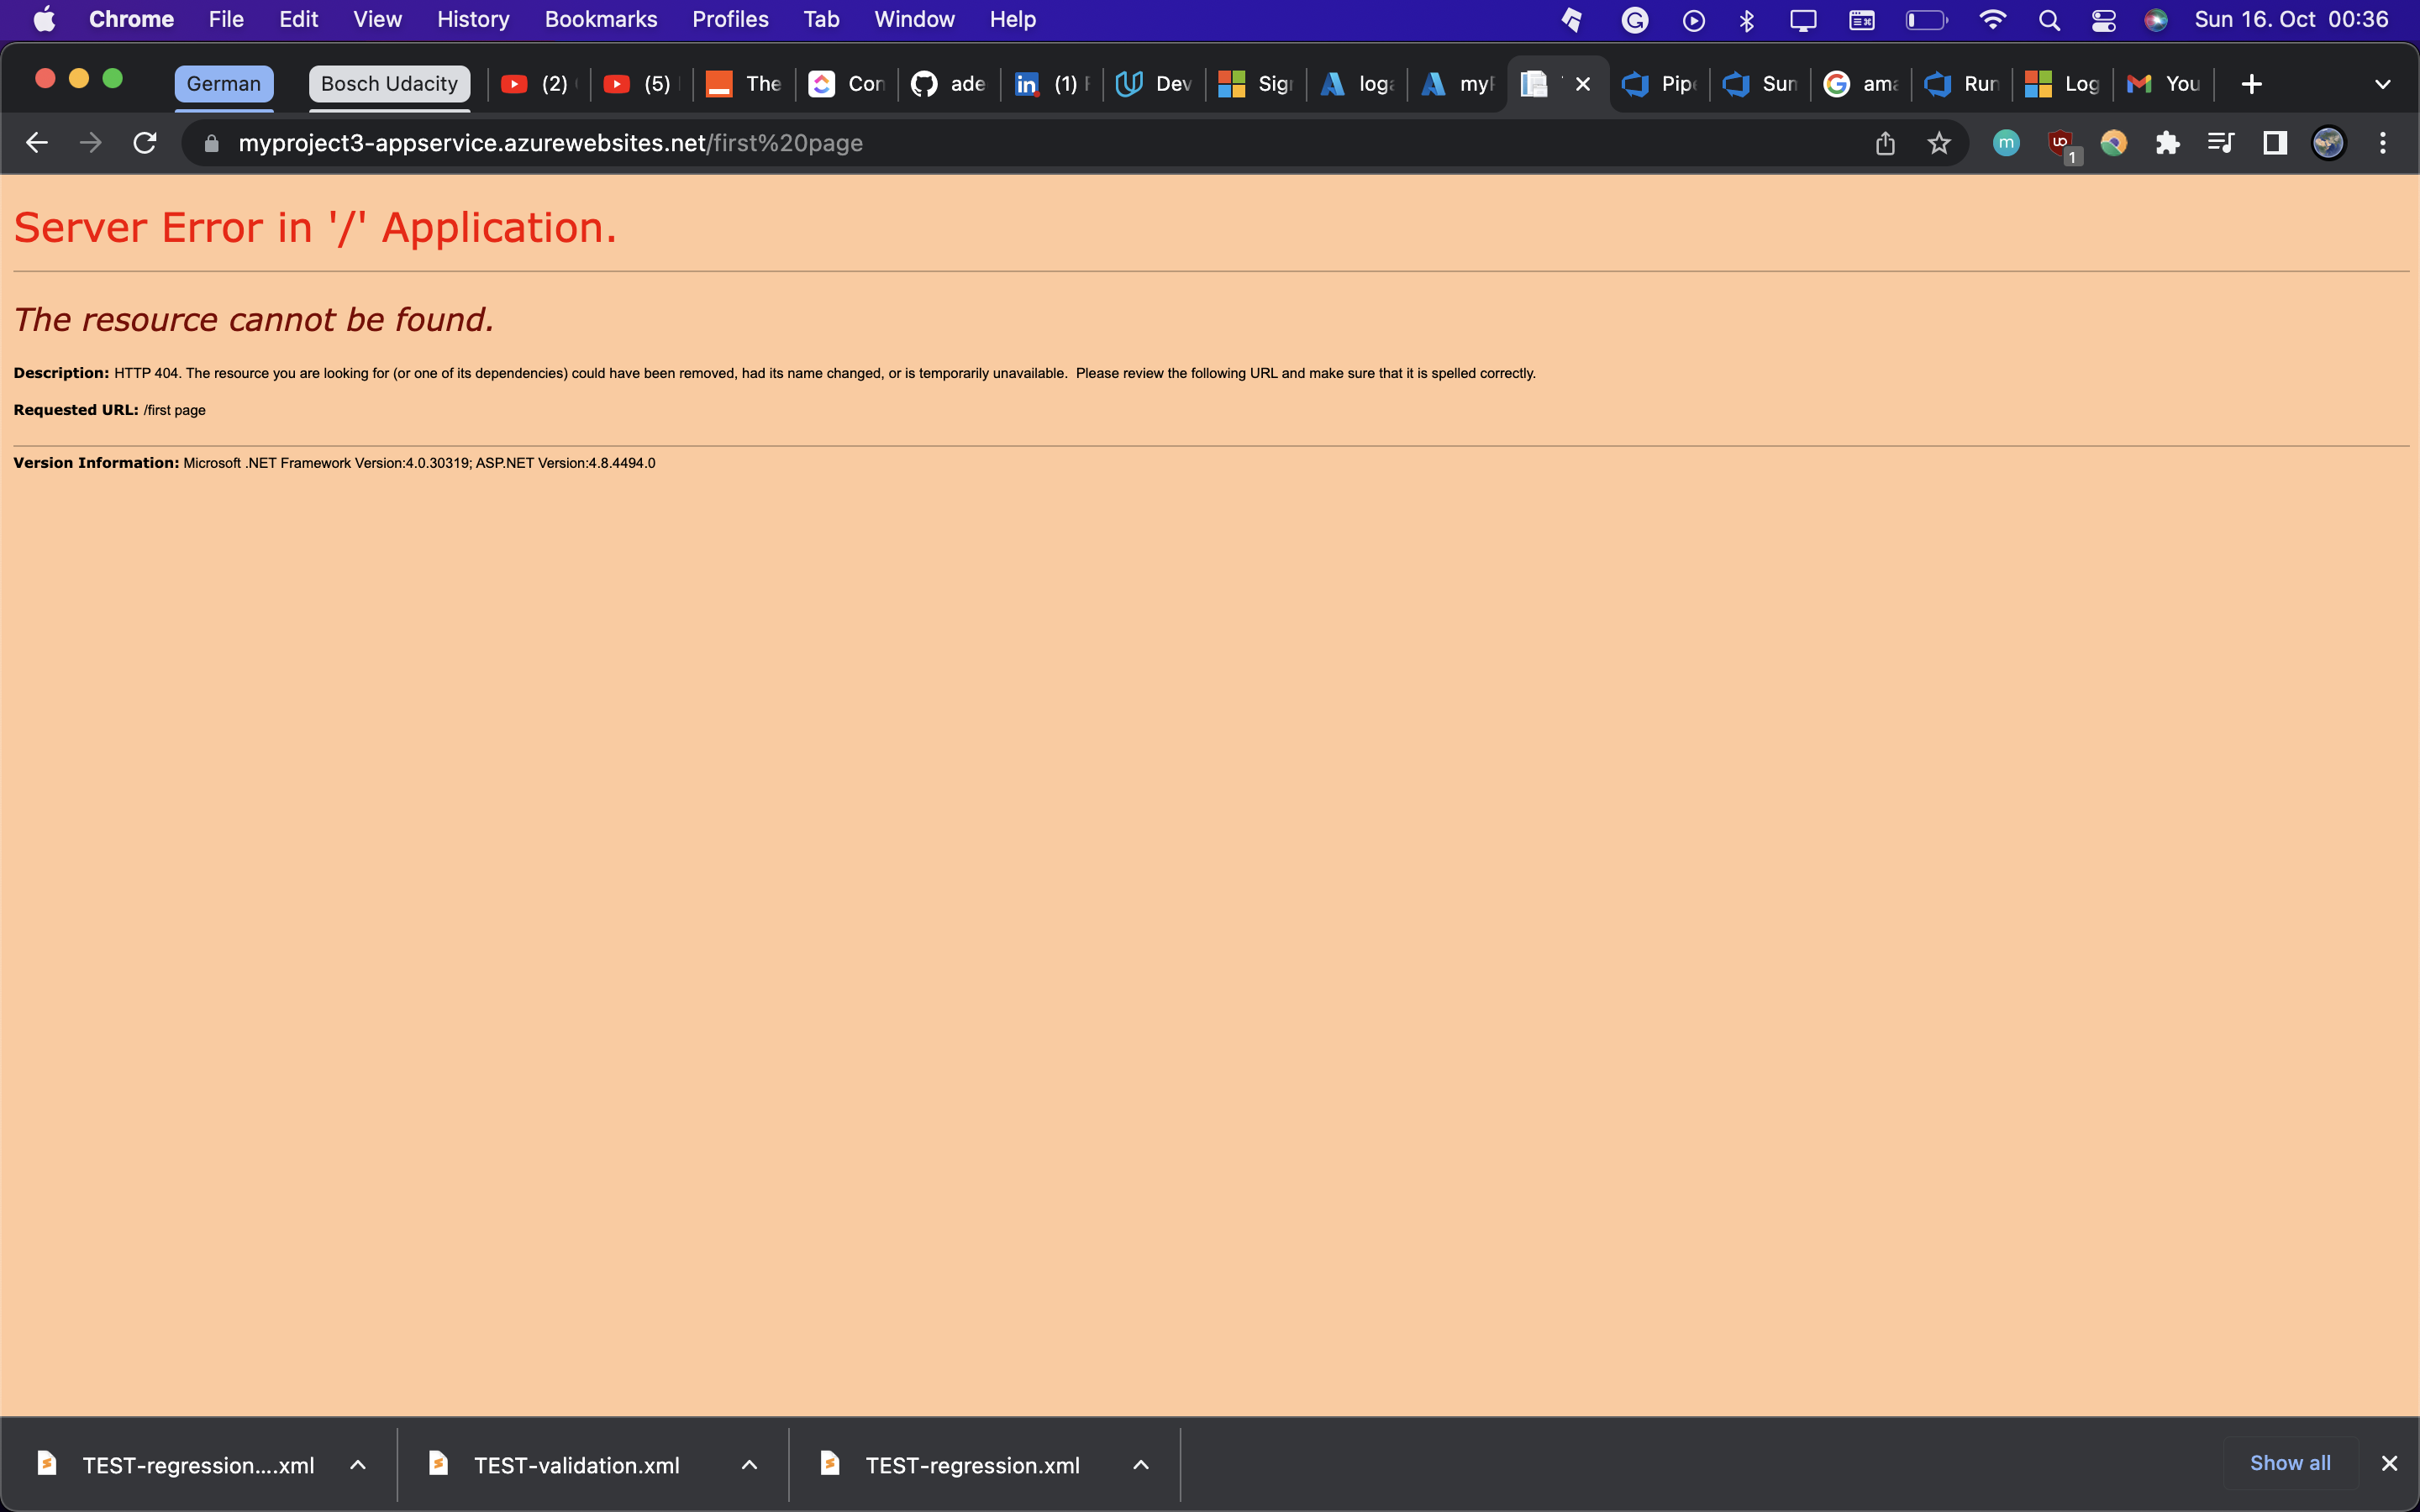 Chrome File Edit View History Bookmarks Profiles Tab Window Help Sun 16. Oct 00:36
German Bosch Udacity (2) (5) The Con ade (1) Dev Sign loga myP Pipe Sum ama Run Log You
myproject3-appservice.azurewebsites.net/first%20page
1
Server Error in '/' Application.
The resource cannot be found.
Description: HTTP 404. The resource you are looking for (or one of its dependencies) could have been removed, had its name changed, or is temporarily unavailable.  Please review the following URL and make sure that it is spelled correctly.
Requested URL: /first page
Version Information: Microsoft .NET Framework Version:4.0.30319; ASP.NET Version:4.8.4494.0
TEST-regression....xml TEST-validation.xml TEST-regression.xml Show all